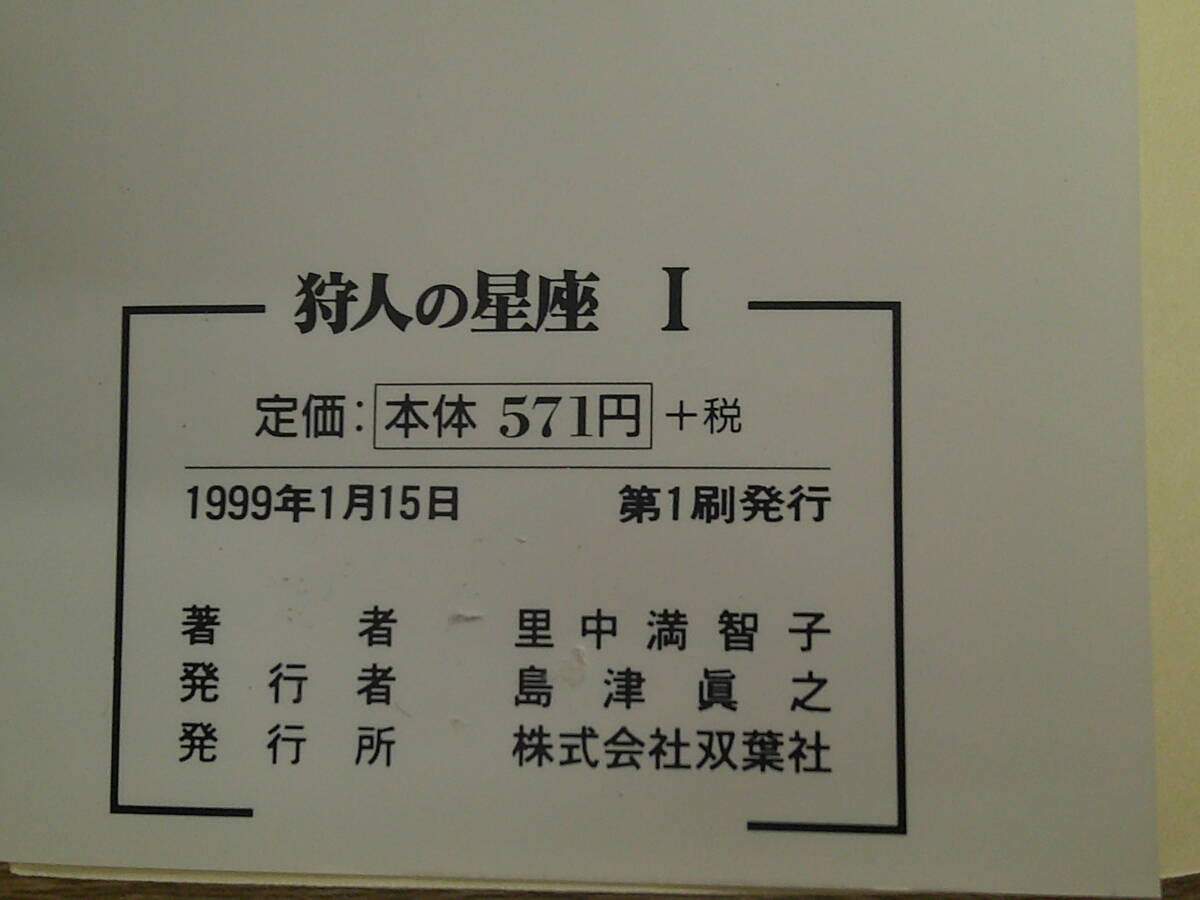 狩人の星座 I
定価：本体 571円＋税
1999年1月15日 第1刷発行
著者 里中満智子
発行者 島津眞之
発行所 株式会社双葉社